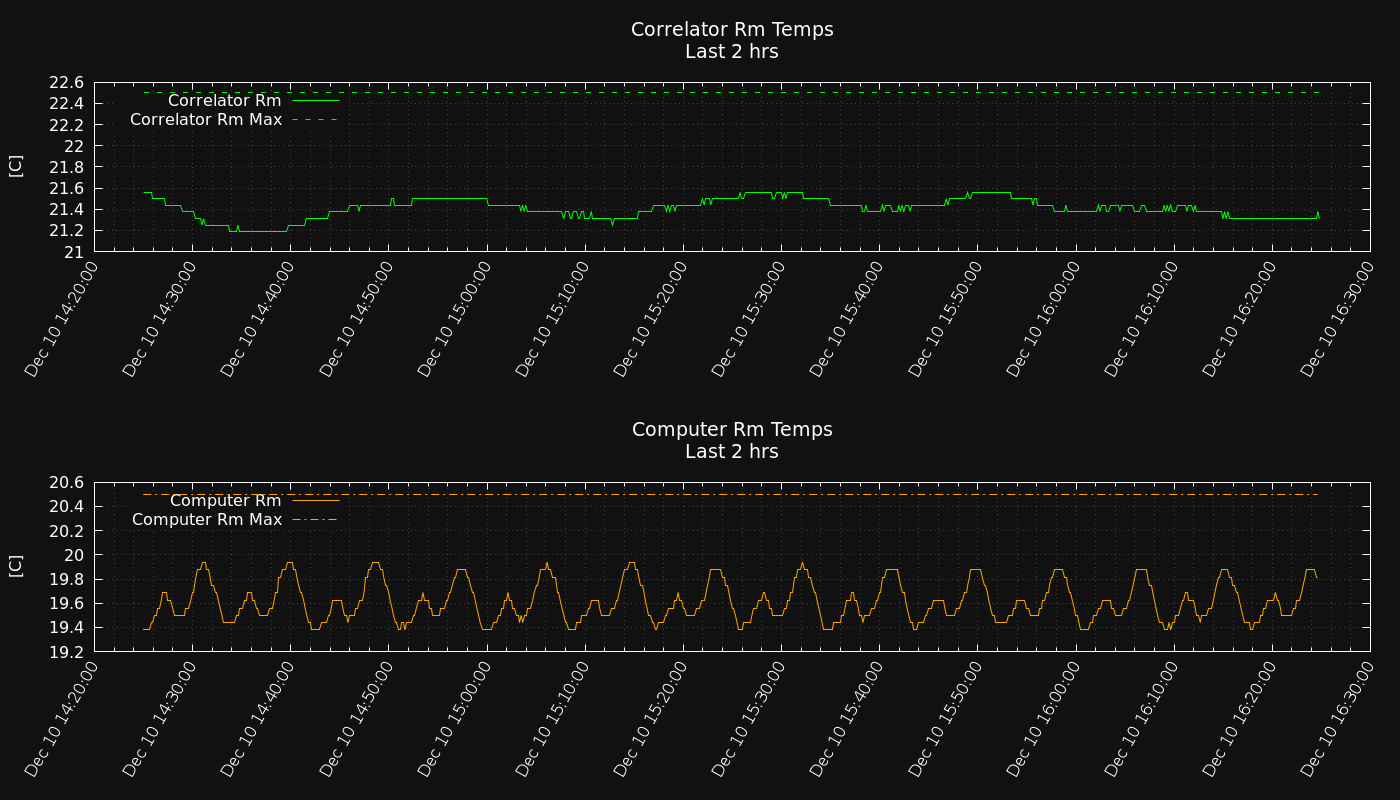 Correlator Rm Temps
Last 2 hrs
22.6
22.4
22.2
22
21.8
21.6
21.4
21.2
21
[C]
Correlator Rm
Correlator Rm Max
Dec 10 14:20:00
Dec 10 14:30:00
Dec 10 14:40:00
Dec 10 14:50:00
Dec 10 15:00:00
Dec 10 15:10:00
Dec 10 15:20:00
Dec 10 15:30:00
Dec 10 15:40:00
Dec 10 15:50:00
Dec 10 16:00:00
Dec 10 16:10:00
Dec 10 16:20:00
Dec 10 16:30:00
Computer Rm Temps
Last 2 hrs
20.6
20.4
20.2
20
19.8
19.6
19.4
19.2
[C]
Computer Rm
Computer Rm Max
Dec 10 14:20:00
Dec 10 14:30:00
Dec 10 14:40:00
Dec 10 14:50:00
Dec 10 15:00:00
Dec 10 15:10:00
Dec 10 15:20:00
Dec 10 15:30:00
Dec 10 15:40:00
Dec 10 15:50:00
Dec 10 16:00:00
Dec 10 16:10:00
Dec 10 16:20:00
Dec 10 16:30:00